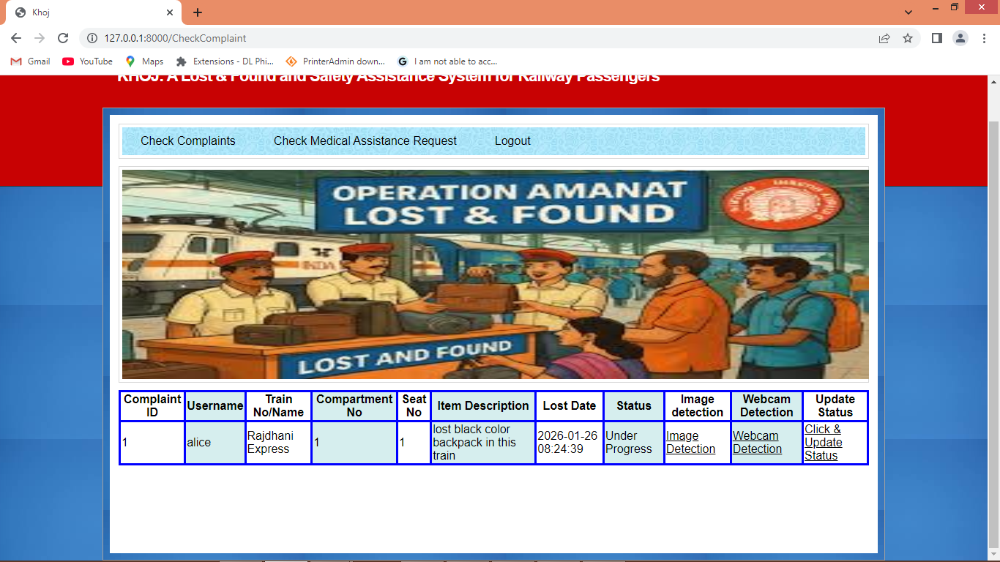 Khoj
127.0.0.1:8000/CheckComplaint
Gmail YouTube Maps Extensions - DL Phi... PrinterAdmin down... I am not able to acc...
KHOJ: A Lost & Found and Safety Assistance System for Railway Passengers
Check Complaints Check Medical Assistance Request Logout
OPERATION AMANAT
LOST & FOUND
INDA
LOST AND FOUND
Complaint ID Username Train No/Name Compartment No Seat No Item Description Lost Date Status Image detection Webcam Detection Update Status
1 alice Rajdhani Express 1 1 lost black color backpack in this train 2026-01-26 08:24:39 Under Progress Image Detection Webcam Detection Click & Update Status